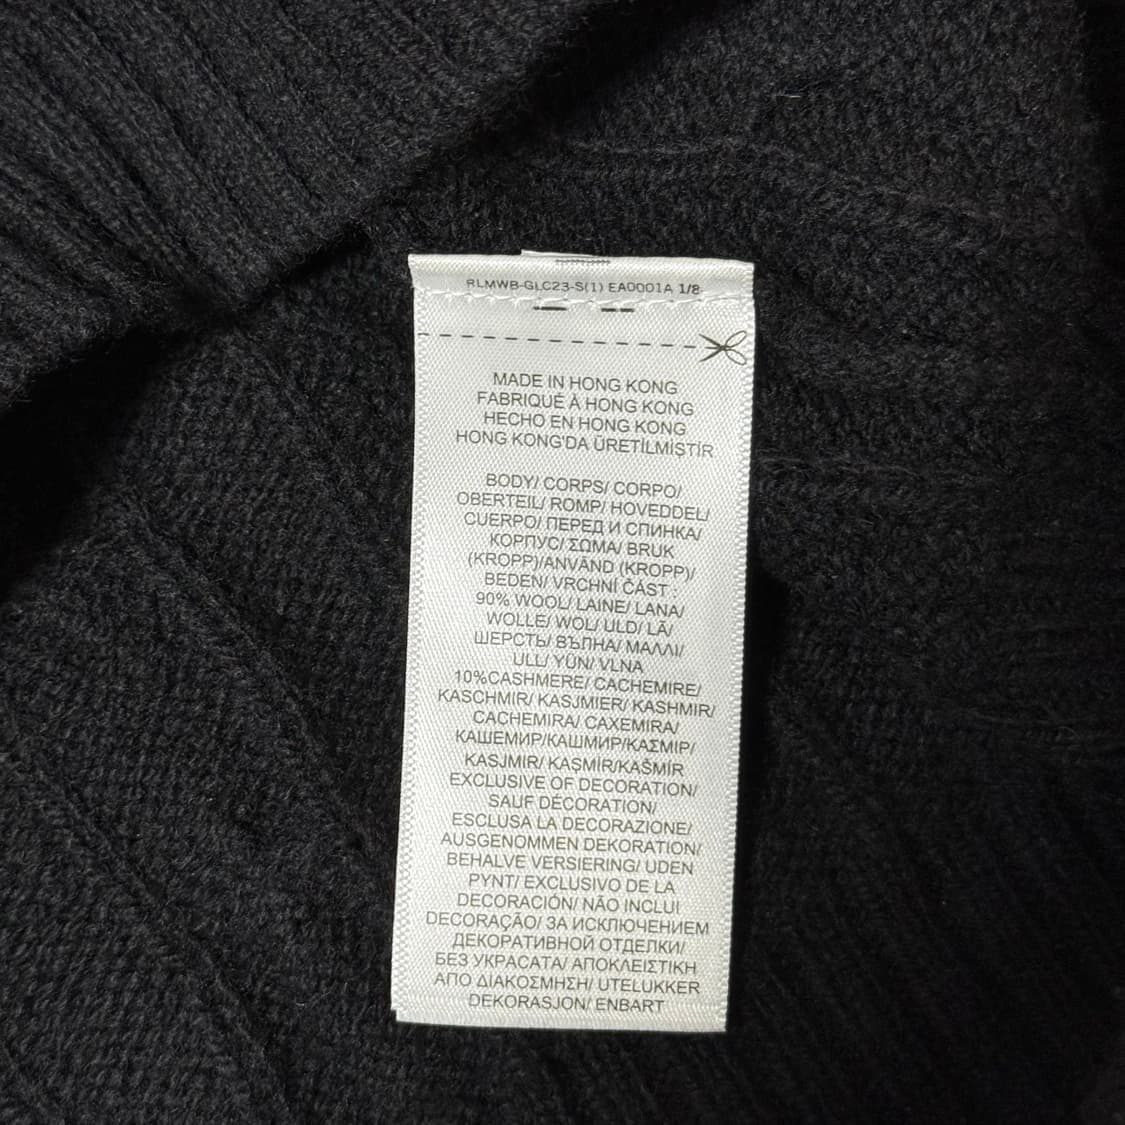 RLMWB-GLC23-S(1) EA0001A 1/8
MADE IN HONG KONG
FABRIQUÉ À HONG KONG
HECHO EN HONG KONG
HONG KONG'DA ÜRETİLMİŞTİR
BODY/ CORPS/ CORPO/
OBERTEIL/ ROMP/ HOVEDDEL/
CUERPO/ ПЕРЕД И СПИНКА/
КОРПУС/ ΣΩΜΑ/ BRUK
(KROPP)/ANVÄND (KROPP)/
BEDEN/ VRCHNÍ ČÁST :
90% WOOL/ LAINE/ LANA/
WOLLE/ WOL/ ULD/ LÃ/
ШЕРСТЬ/ ВЪЛНА/ ΜΑΛΛΙ/
ULL/ YÜN/ VLNA
10%CASHMERE/ CACHEMIRE/
KASCHMIR/ KASJMIER/ KASHMIR/
CACHEMIRA/ CAXEMIRA/
КАШЕМИР/КАШМИР/ΚΑΣΜΙΡ/
KASJMIR/ KASMİR/KAŠMÍR
EXCLUSIVE OF DECORATION/
SAUF DÉCORATION/
ESCLUSA LA DECORAZIONE/
AUSGENOMMEN DEKORATION/
BEHALVE VERSIERING/ UDEN
PYNT/ EXCLUSIVO DE LA
DECORACIÓN/ NÃO INCLUI
DECORAÇÃO/ ЗА ИСКЛЮЧЕНИЕМ
ДЕКОРАТИВНОЙ ОТДЕЛКИ/
БЕЗ УКРАСАТА/ ΑΠΟΚΛΕΙΣΤΙΚΗ
ΑΠΟ ΔΙΑΚΟΣΜΗΣΗ/ UTELUKKER
DEKORASJON/ ENBART